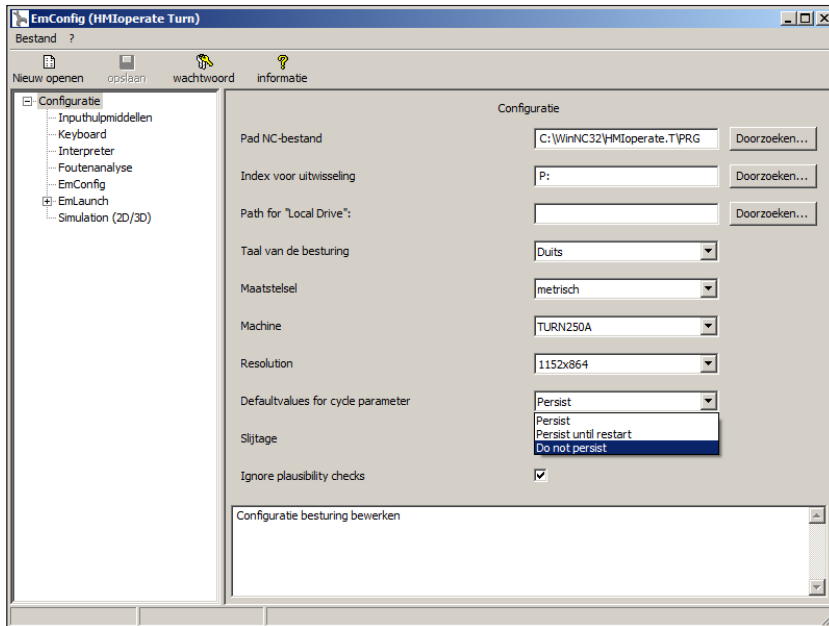 EmConfig (HMIoperate Turn)
Bestand ?
Nieuw openen opslaan wachtwoord informatie
Configuratie
Inputhulpmiddellen
Keyboard
Interpreter
Foutenanalyse
EmConfig
EmLaunch
Simulation (2D/3D)
Configuratie
Pad NC-bestand C:\WinNC32\HMIoperate.T\PRG Doorzoeken...
Index voor uitwisseling P: Doorzoeken...
Path for "Local Drive": Doorzoeken...
Taal van de besturing Duits
Maatstelsel metrisch
Machine TURN250A
Resolution 1152x864
Defaultvalues for cycle parameter Persist
Persist
Persist until restart
Do not persist
Slijtage
Ignore plausibility checks
Configuratie besturing bewerken